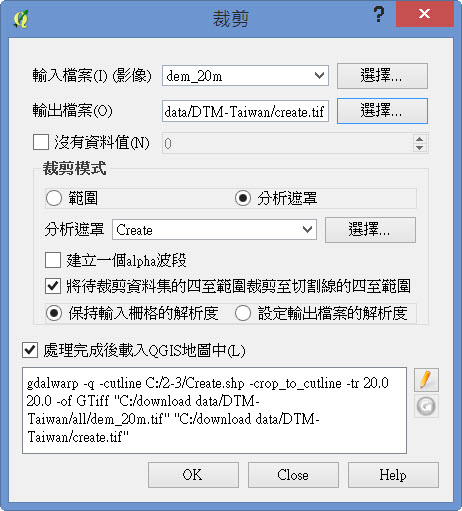 裁剪
? ×
輸入檔案(I) (影像) dem_20m 選擇...
輸出檔案(O) data/DTM-Taiwan/create.tif 選擇...
沒有資料值(N) 0
裁剪模式
範圍 分析遮罩
分析遮罩 Create 選擇...
建立一個alpha波段
將待裁剪資料集的四至範圍裁剪至切割線的四至範圍
保持輸入柵格的解析度 設定輸出檔案的解析度
處理完成後載入QGIS地圖中(L)
gdalwarp -q -cutline C:/2-3/Create.shp -crop_to_cutline -tr 20.0
20.0 -of GTiff "C:/download data/DTM-
Taiwan/all/dem_20m.tif" "C:/download data/DTM-
Taiwan/create.tif"
OK Close Help